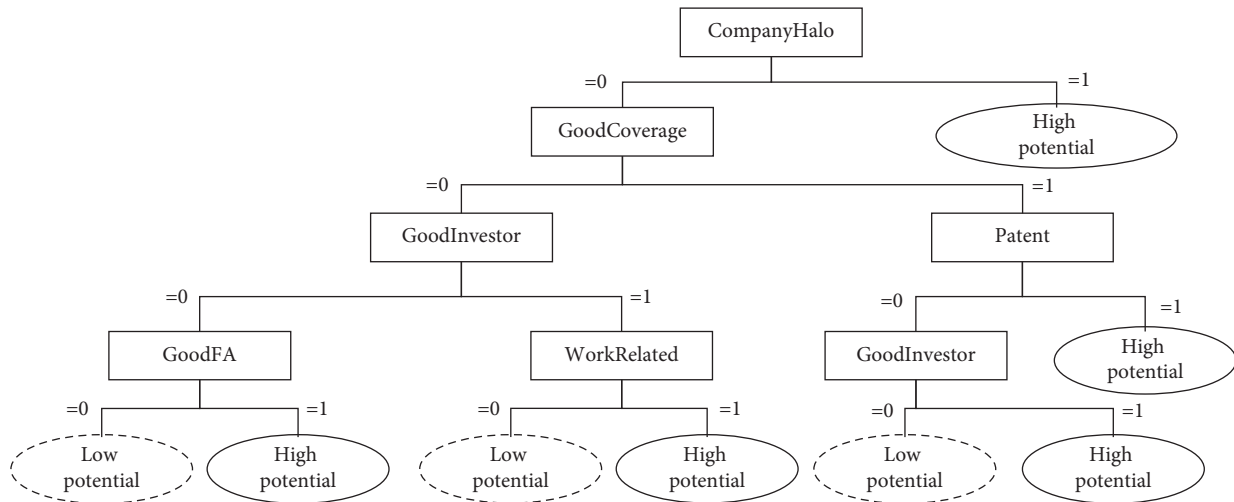 CompanyHalo
=0
=1
GoodCoverage
High
potential
=0
=1
GoodInvestor
Patent
=0
=1
=0
=1
GoodFA
WorkRelated
GoodInvestor
High
potential
=0
=1
=0
=1
=0
=1
Low
potential
High
potential
Low
potential
High
potential
Low
potential
High
potential